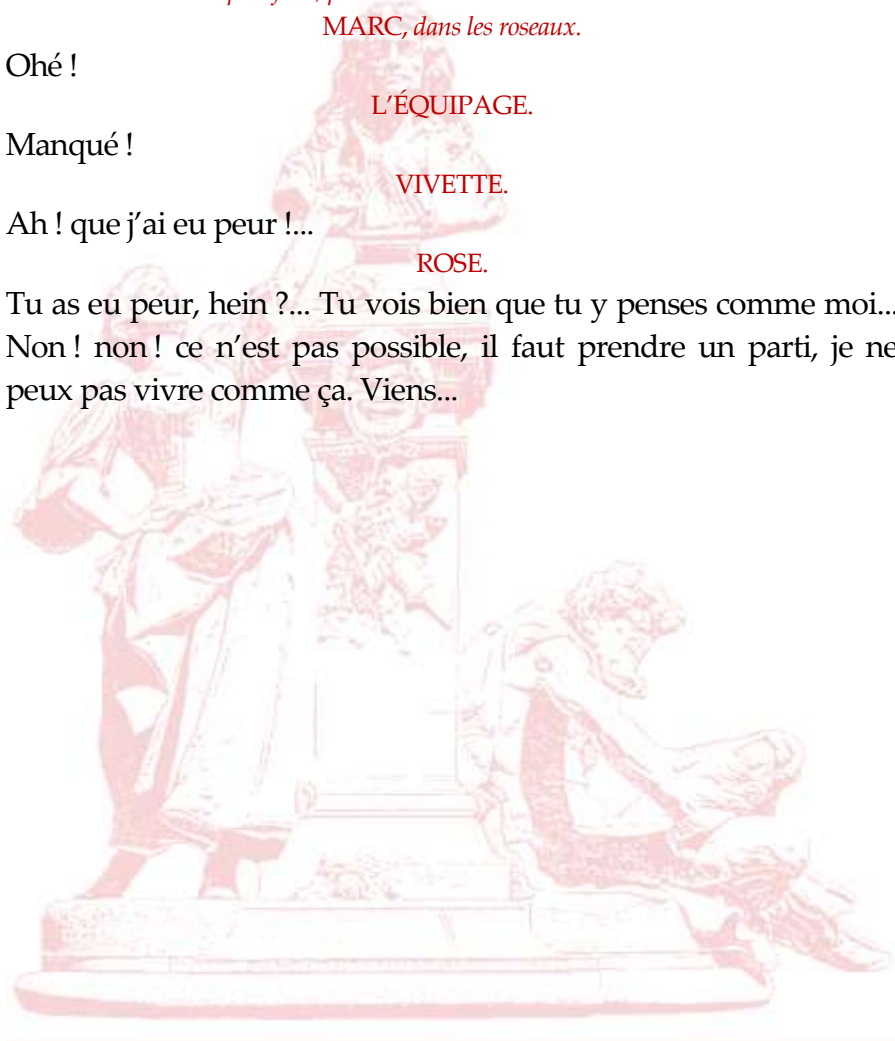 MARC, dans les roseaux.
Ohé !
L’ÉQUIPAGE.
Manqué !
VIVETTE.
Ah ! que j’ai eu peur !...
ROSE.
Tu as eu peur, hein ?... Tu vois bien que tu y penses comme moi...
Non ! non ! ce n’est pas possible, il faut prendre un parti, je ne
peux pas vivre comme ça. Viens...